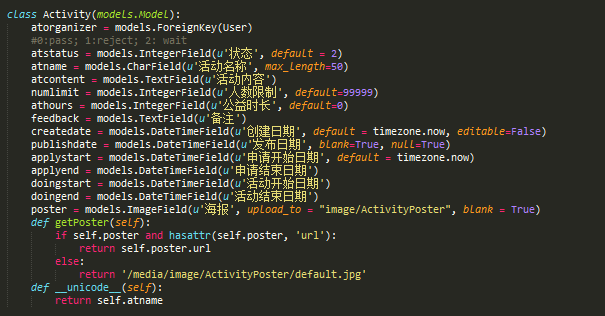 class Activity(models.Model):
    atorganizer = models.ForeignKey(User)
    #0:pass; 1:reject; 2: wait
    atstatus = models.IntegerField(u'状态', default = 2)
    atname = models.CharField(u'活动名称', max_length=50)
    atcontent = models.TextField(u'活动内容')
    numlimit = models.IntegerField(u'人数限制', default=99999)
    athours = models.IntegerField(u'公益时长', default=0)
    feedback = models.TextField(u'备注')
    createdate = models.DateTimeField(u'创建日期', default = timezone.now, editable=False)
    publishdate = models.DateTimeField(u'发布日期', blank=True, null=True)
    applystart = models.DateTimeField(u'申请开始日期', default = timezone.now)
    applyend = models.DateTimeField(u'申请结束日期')
    doingstart = models.DateTimeField(u'活动开始日期')
    doingend = models.DateTimeField(u'活动结束日期')
    poster = models.ImageField(u'海报', upload_to = "image/ActivityPoster", blank = True)
    def getPoster(self):
        if self.poster and hasattr(self.poster, 'url'):
            return self.poster.url
        else:
            return '/media/image/ActivityPoster/default.jpg'
    def __unicode__(self):
        return self.atname